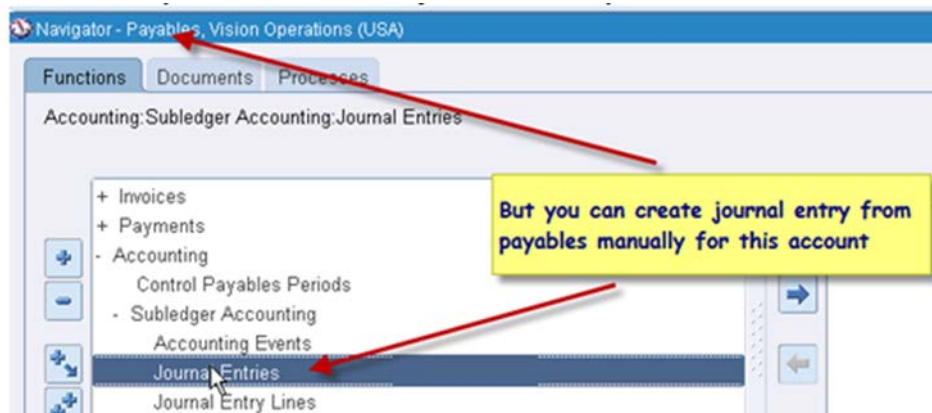 Navigator - Payables, Vision Operations (USA)
Functions Documents Processes
Accounting:Subledger Accounting:Journal Entries
+ Invoices
+ Payments
- Accounting
Control Payables Periods
- Subledger Accounting
Accounting Events
Journal Entries
Journal Entry Lines
But you can create journal entry from
payables manually for this account